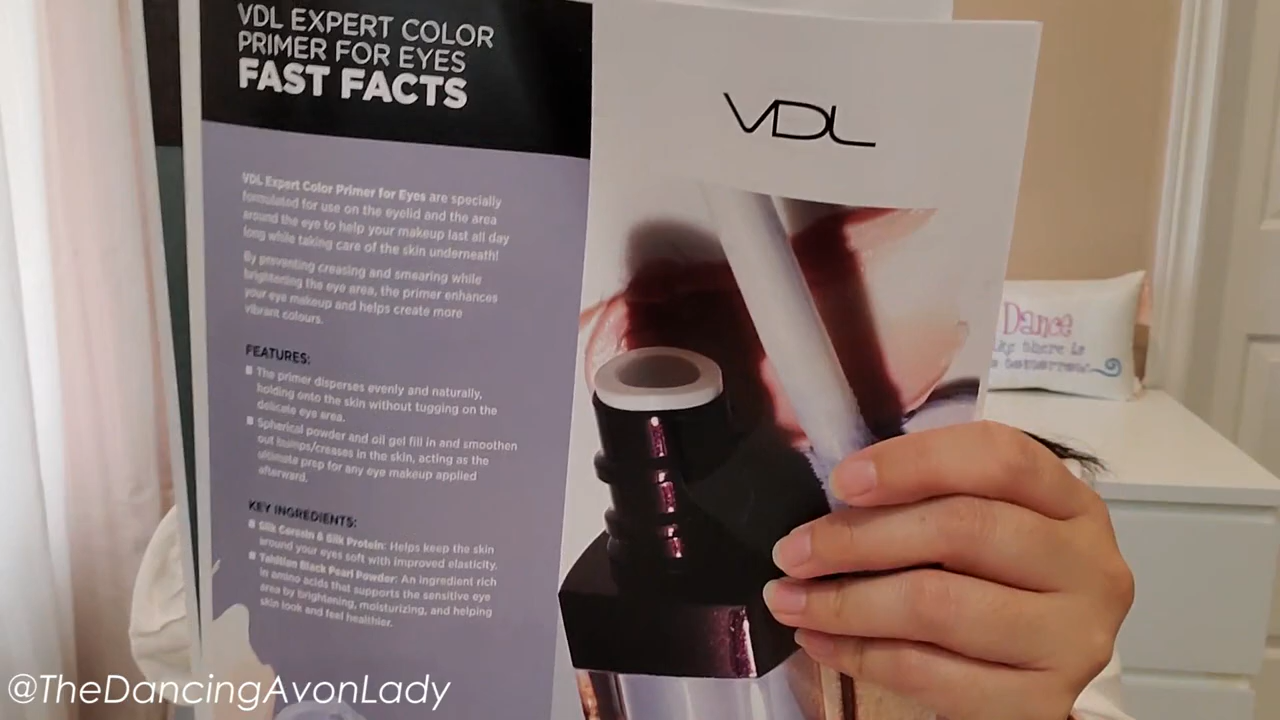 VDL EXPERT COLOR
PRIMER FOR EYES
FAST FACTS
VDL Expert Color Primer for Eyes are specially
formulated for use on the eyelid and the area
around the eye to help your makeup last all day
long while taking care of the skin underneath!
By preventing creasing and smearing while
brightening the eye area, the primer enhances
your eye makeup and helps create more
vibrant colours.
FEATURES:
The primer disperses evenly and naturally,
holding onto the skin without tugging on the
delicate eye area.
Spherical powder and oil gel fill in and smoothen
out bumps/creases in the skin, acting as the
ultimate prep for any eye makeup applied
afterward.
KEY INGREDIENTS:
Silk Ceresin & Silk Protein: Helps keep the skin
around your eyes soft with improved elasticity.
Tahitian Black Pearl Powder: An ingredient rich
in amino acids that supports the sensitive eye
area by brightening, moisturizing, and helping
skin look and feel healthier.
VDL
Dance
there is
tomorrow
@TheDancingAvonLady